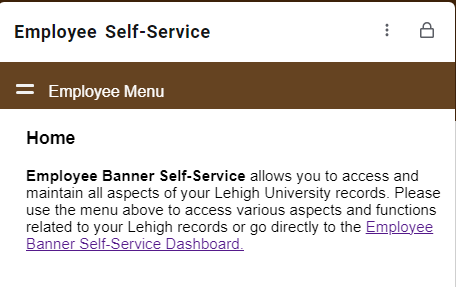 Employee Self-Service
Employee Menu
Home
Employee Banner Self-Service allows you to access and
maintain all aspects of your Lehigh University records. Please
use the menu above to access various aspects and functions
related to your Lehigh records or go directly to the Employee
Banner Self-Service Dashboard.